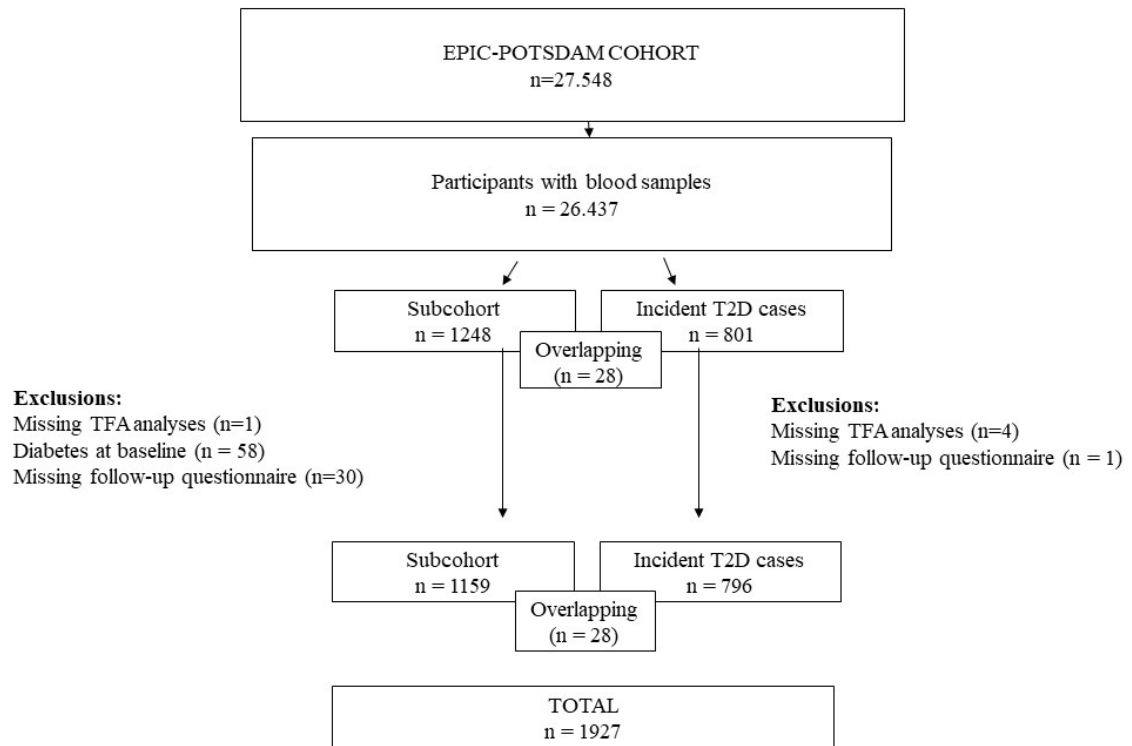 EPIC-POTSDAM COHORT
n=27.548
Participants with blood samples
n = 26.437
Subcohort
n = 1248
Incident T2D cases
n = 801
Overlapping
(n = 28)
Exclusions:
Missing TFA analyses (n=1)
Diabetes at baseline (n = 58)
Missing follow-up questionnaire (n=30)
Exclusions:
Missing TFA analyses (n=4)
Missing follow-up questionnaire (n = 1)
Subcohort
n = 1159
Incident T2D cases
n = 796
Overlapping
(n = 28)
TOTAL
n = 1927